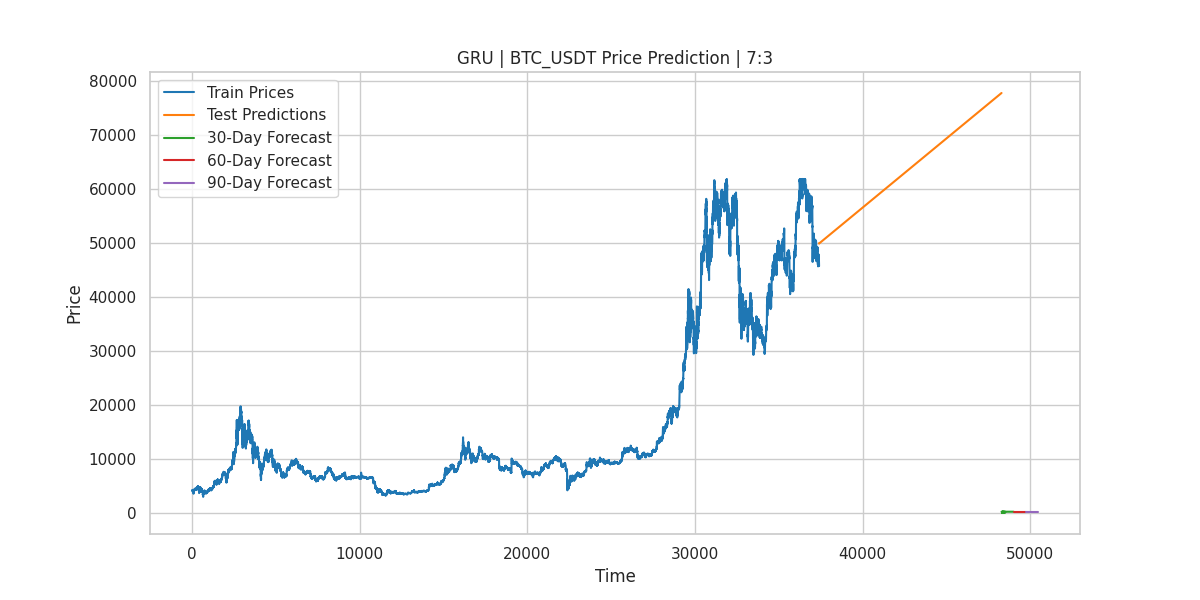 GRU | BTC_USDT Price Prediction | 7:3
80000
70000
60000
50000
40000
30000
20000
10000
0
Price
Train Prices
Test Predictions
30-Day Forecast
60-Day Forecast
90-Day Forecast
0 10000 20000 30000 40000 50000
Time